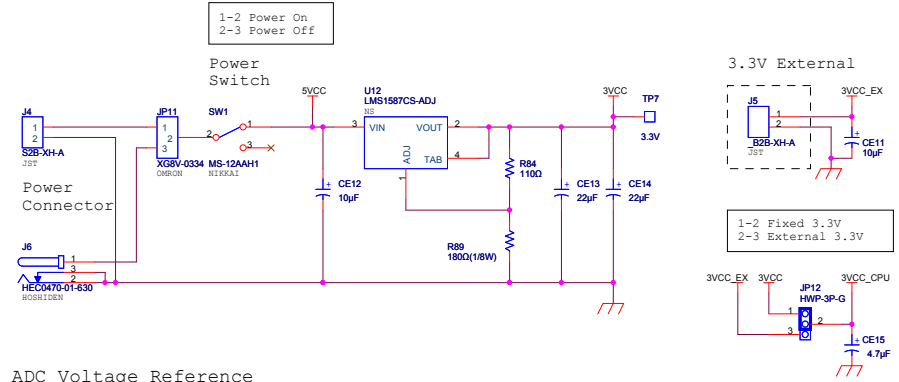 1-2 Power On
2-3 Power Off
Power
Switch
J4
1
2
S2B-XH-A
JST
JP11
1
2
3
XG8V-0334
OMRON
SW1
2
1
3
MS-12AAH1
NIKKAI
5VCC
U12
LMS1587CS-ADJ
NS
3
VIN
VOUT
2
TAB
4
ADJ
1
3VCC
TP7
3.3V
R84
110Ω
CE12
10µF
CE13
22µF
CE14
22µF
R89
180Ω(1/8W)
Power
Connector
J6
1
3
2
HEC0470-01-630
HOSHIDEN
3.3V External
J5
1
2
B2B-XH-A
JST
3VCC_EX
CE11
10µF
1-2 Fixed 3.3V
2-3 External 3.3V
3VCC_EX
3VCC
3VCC_CPU
JP12
HWP-3P-G
1
2
3
CE15
4.7µF
ADC Voltage Reference